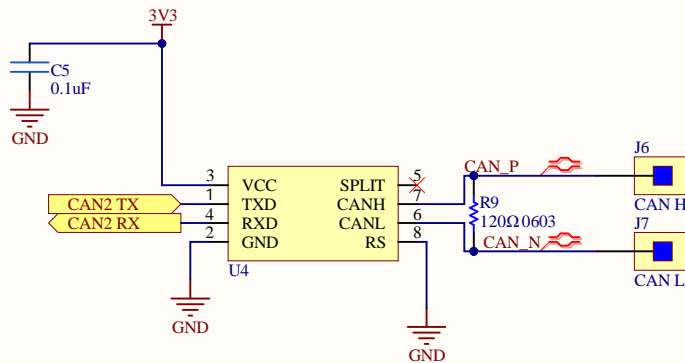 3V3
C5
0.1uF
GND
J6
CAN_P
3 VCC SPLIT 5
CAN2 TX 1 TXD CANH 7
CAN H
R9
CAN2 RX 4 RXD CANL 6
120Ω 0603
J7
2 GND RS 8
CAN_N
U4
CAN L
GND
GND